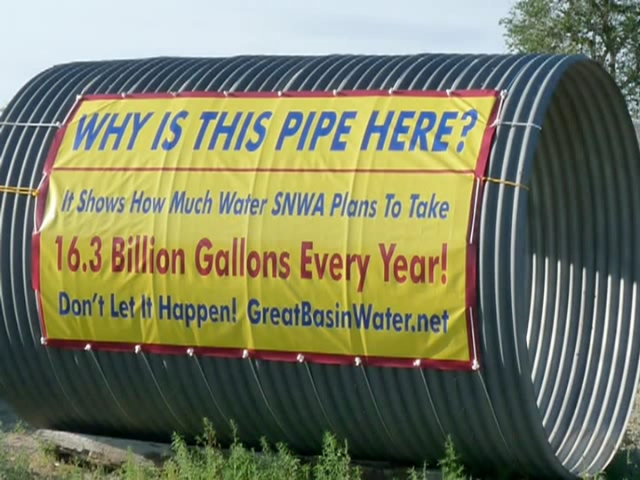 WHY IS THIS PIPE HERE?
It Shows How Much Water SNWA Plans To Take
16.3 Billion Gallons Every Year!
Don't Let It Happen! GreatBasinWater.net